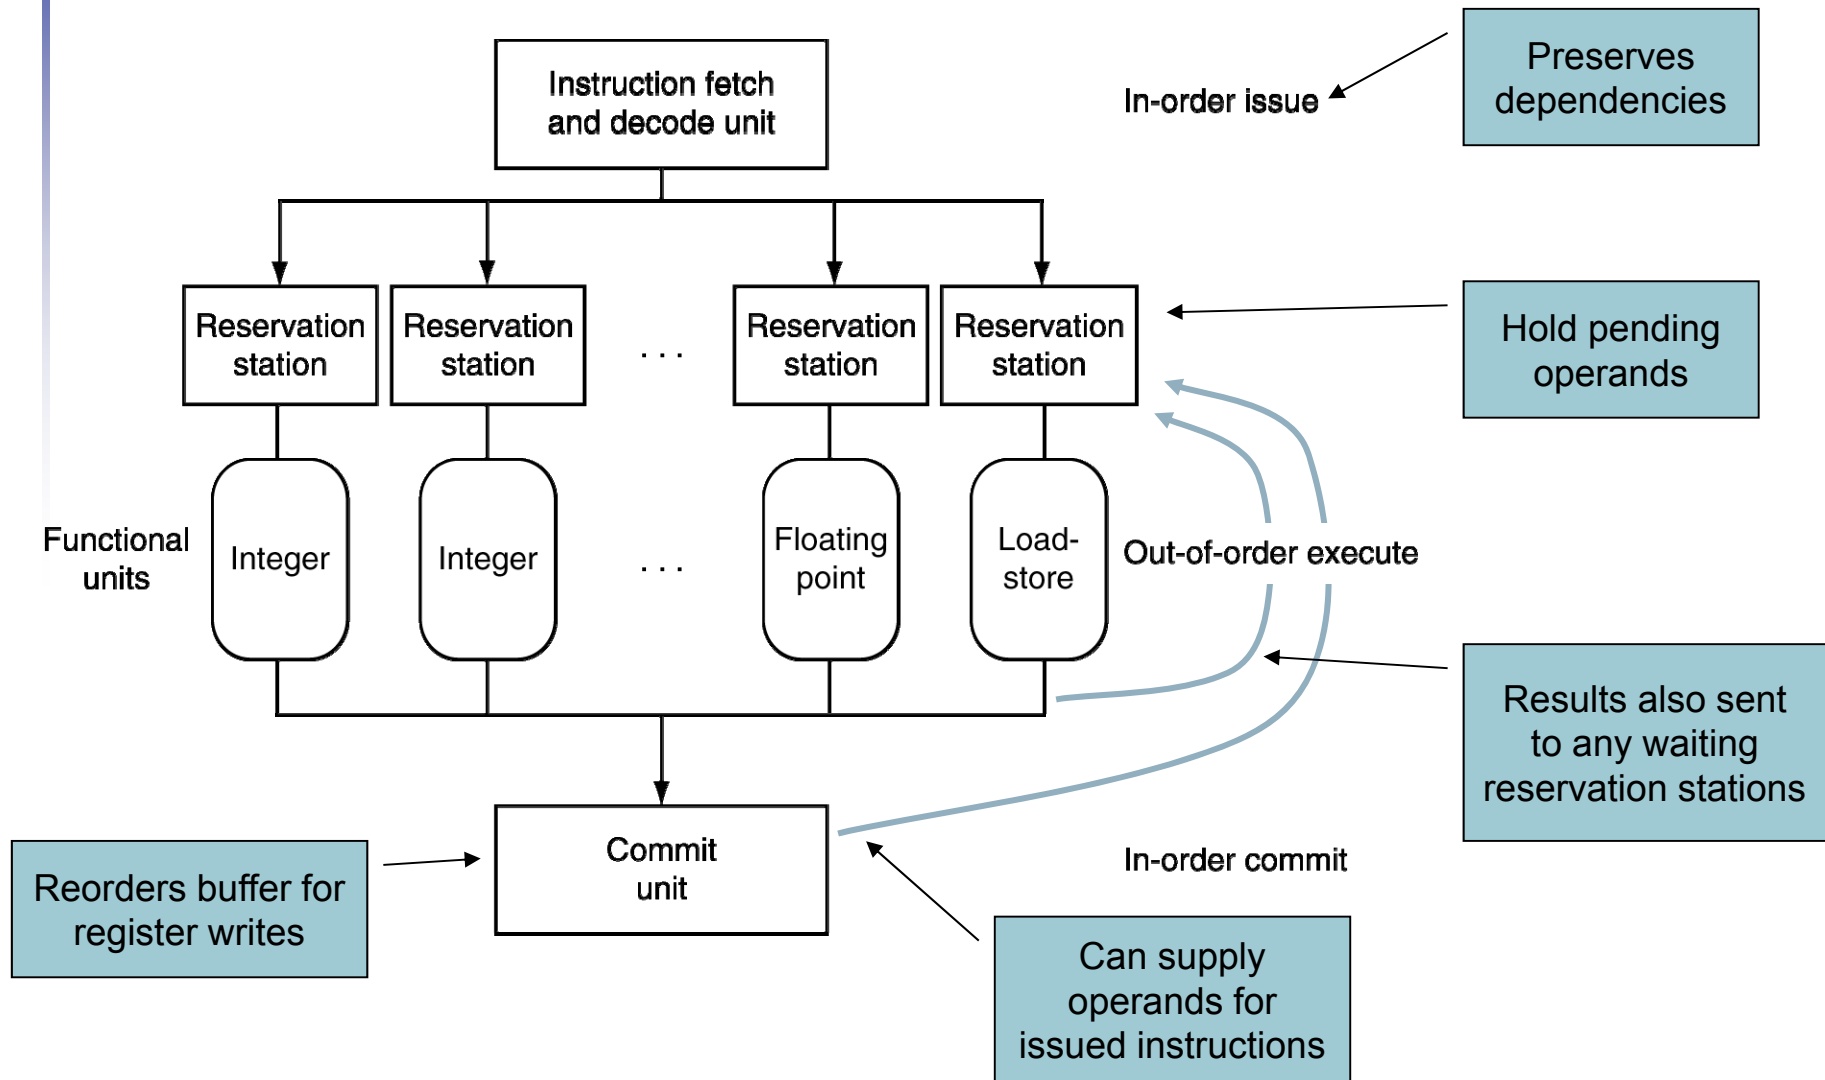 Instruction fetch
and decode unit
In-order issue
Preserves
dependencies
Reservation
station
Reservation
station
. . .
Reservation
station
Reservation
station
Hold pending
operands
Functional
units
Integer
Integer
. . .
Floating
point
Load-
store
Out-of-order execute
Results also sent
to any waiting
reservation stations
Commit
unit
In-order commit
Reorders buffer for
register writes
Can supply
operands for
issued instructions